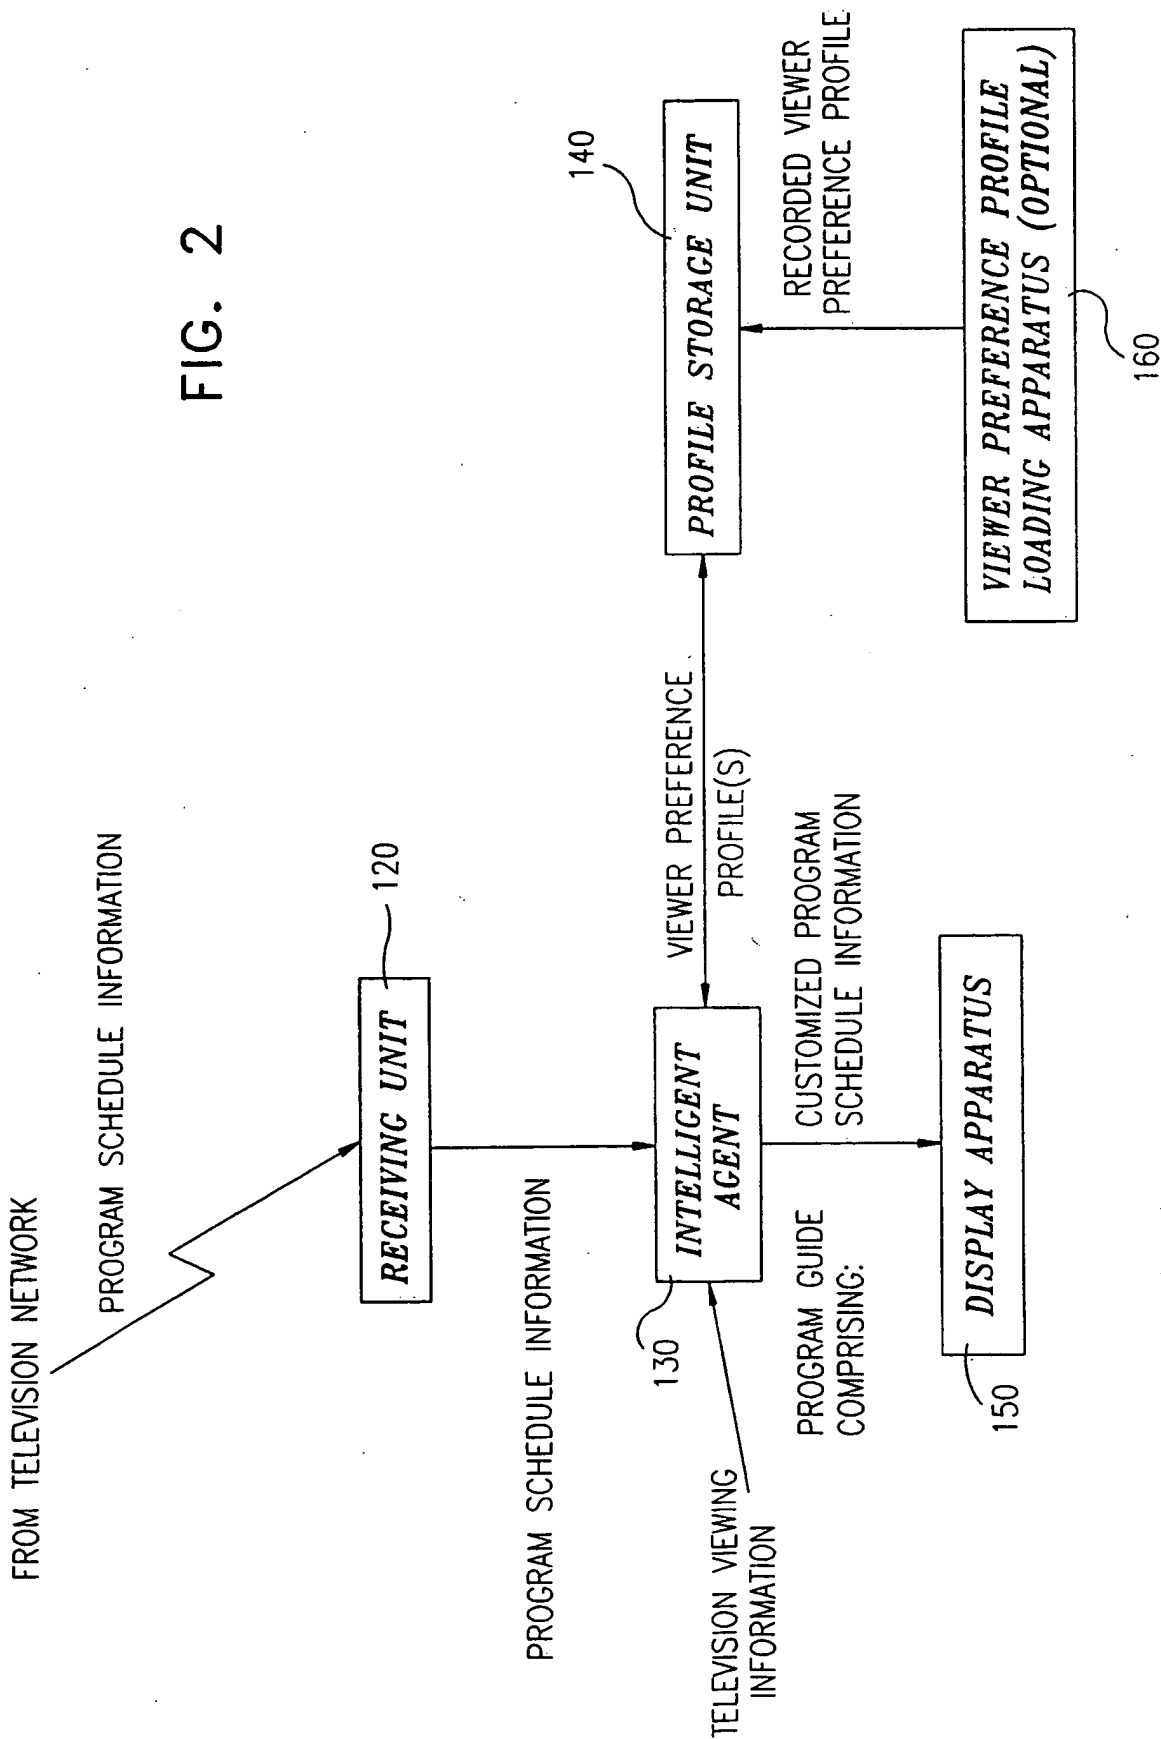 FIG. 2
FROM TELEVISION NETWORK
PROGRAM SCHEDULE INFORMATION
RECEIVING UNIT
120
PROGRAM SCHEDULE INFORMATION
TELEVISION VIEWING
INFORMATION
130
INTELLIGENT
AGENT
VIEWER PREFERENCE
PROFILE(S)
140
PROFILE STORAGE UNIT
PROGRAM GUIDE
COMPRISING:
CUSTOMIZED PROGRAM
SCHEDULE INFORMATION
RECORDED VIEWER
PREFERENCE PROFILE
150
DISPLAY APPARATUS
VIEWER PREFERENCE PROFILE
LOADING APPARATUS (OPTIONAL)
160